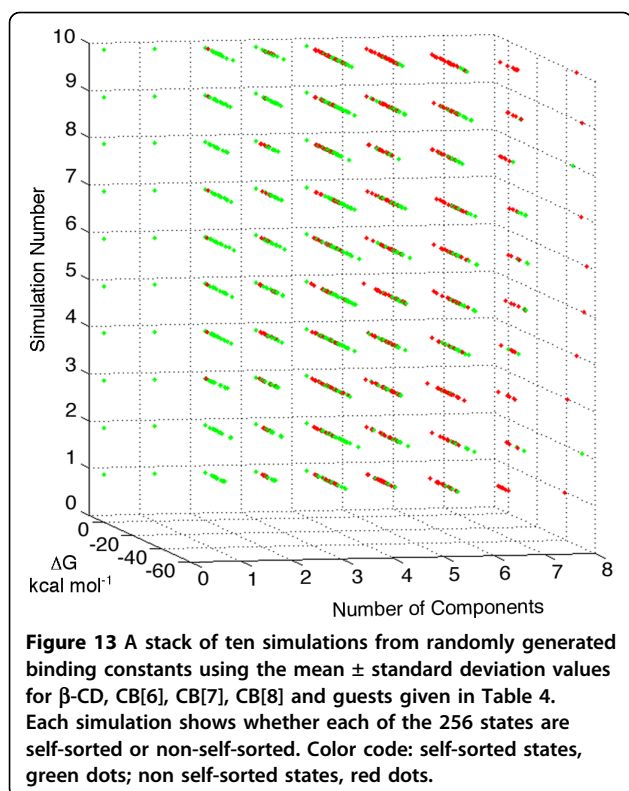 10
9
8
7
6
5
4
3
2
1
0
Simulation Number
0
-20
-40
-60
ΔG
kcal mol-1
0 1 2 3 4 5 6 7 8
Number of Components
Figure 13 A stack of ten simulations from randomly generated
binding constants using the mean ± standard deviation values
for β-CD, CB[6], CB[7], CB[8] and guests given in Table 4.
Each simulation shows whether each of the 256 states are
self-sorted or non-self-sorted. Color code: self-sorted states,
green dots; non self-sorted states, red dots.